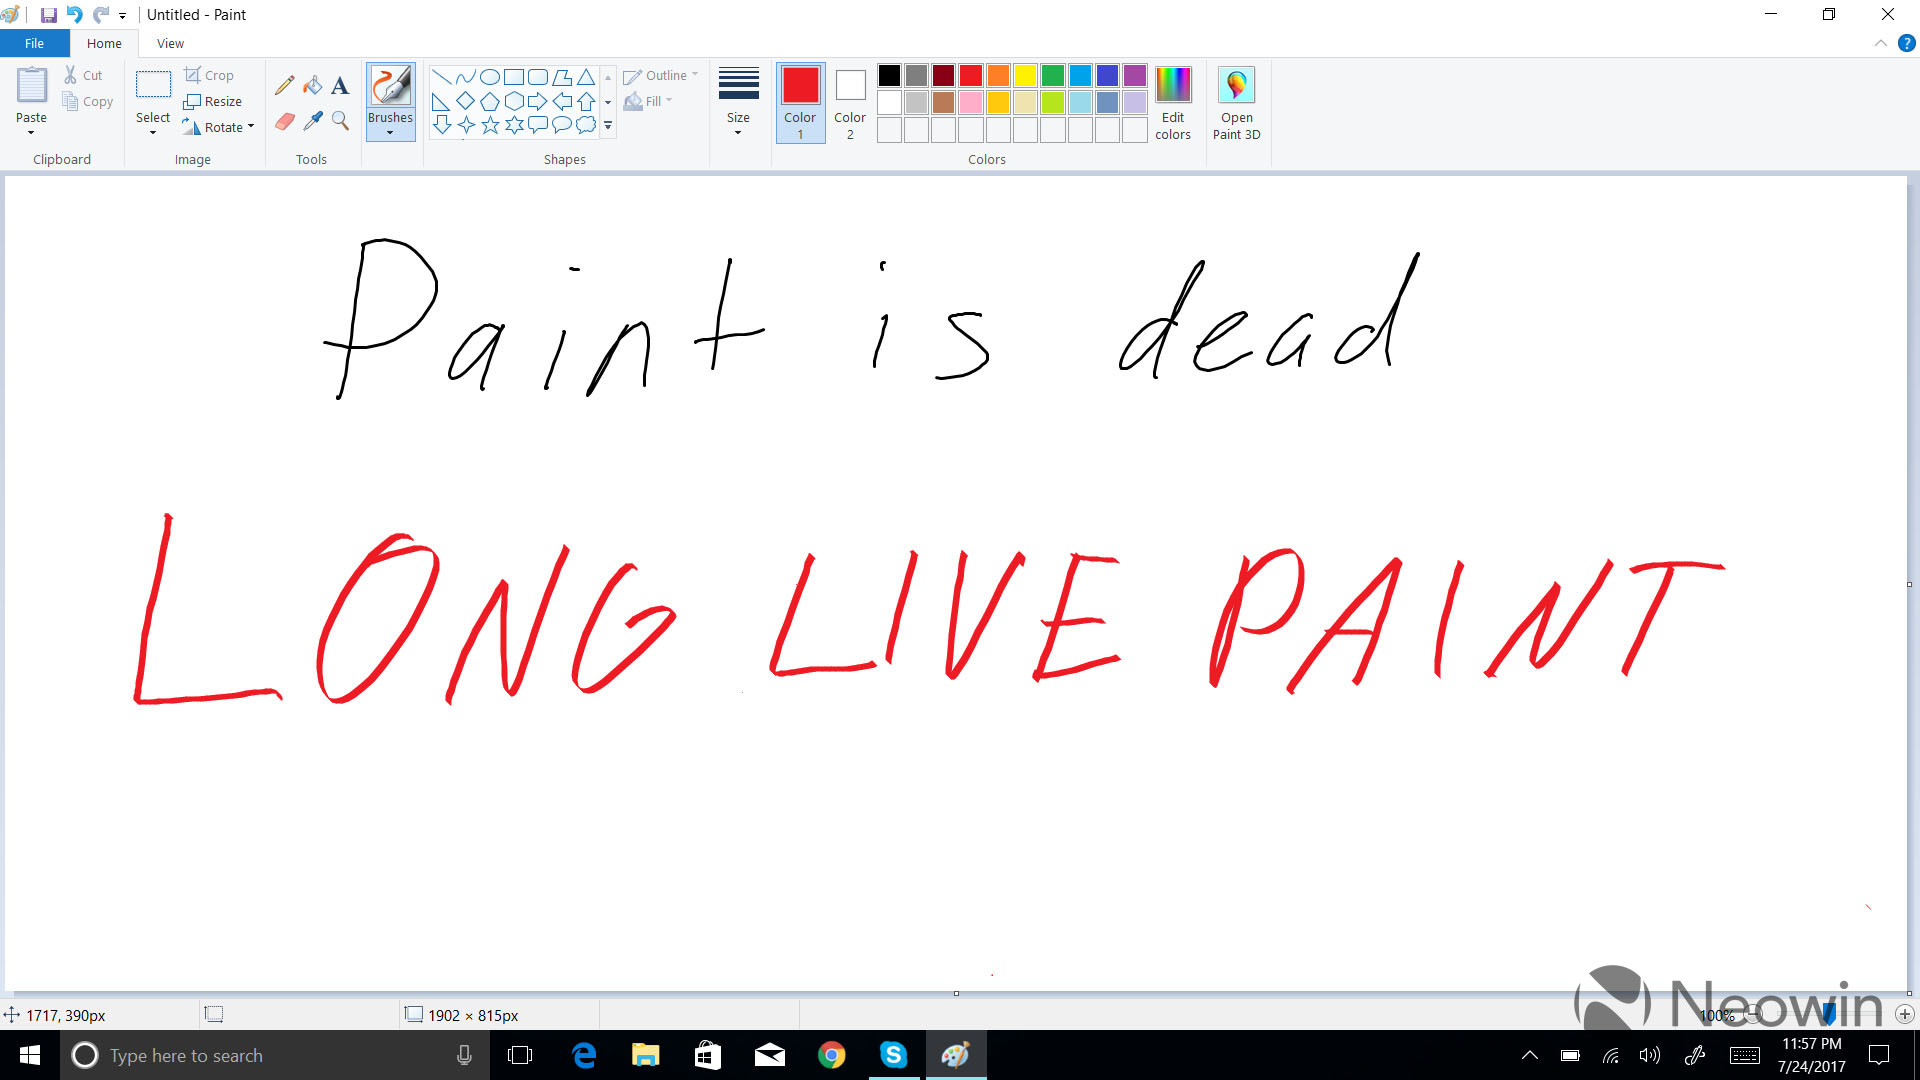 Untitled - Paint
File Home View
Paste Cut Copy Select Crop Resize Rotate Brushes Outline Fill Size Color 1 Color 2 Edit colors Open Paint 3D
Clipboard Image Tools Shapes Colors
Paint is dead
LONG LIVE PAINT
Neowin
1717, 390px 1902 × 815px 100%
Type here to search
11:57 PM
7/24/2017